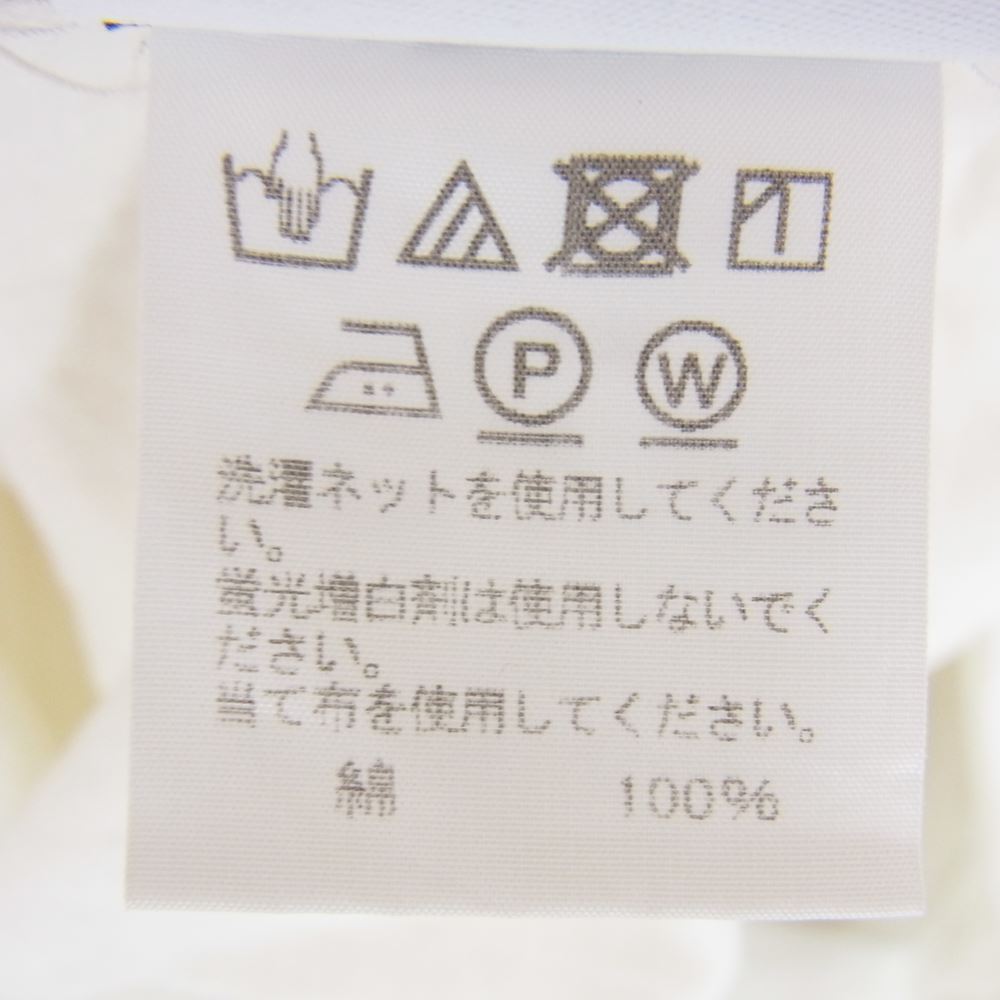 P W
洗濯ネットを使用してくださ
い。
蛍光増白剤は使用しないでく
ださい。
当て布を使用してください。
綿 100%